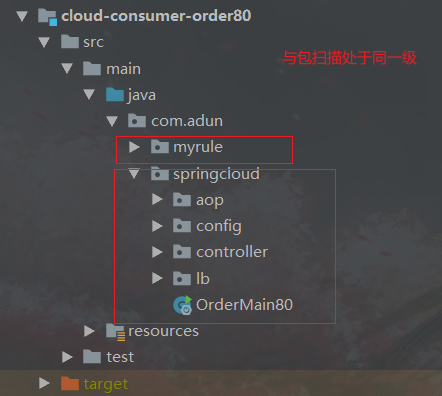 cloud-consumer-order80
与包扫描处于同一级
src
main
java
com.adun
myrule
springcloud
aop
config
controller
lb
OrderMain80
resources
test
target